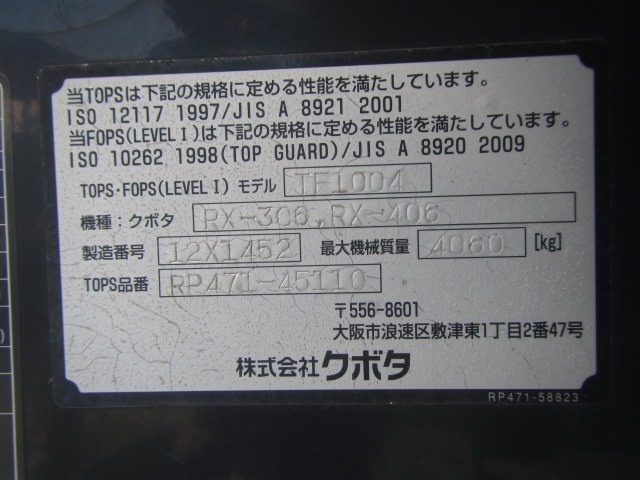 当TOPSは下記の規格に定める性能を満たしています。
ISO 12117 1997/JIS A 8921 2001
当FOPS(LEVEL I)は下記の規格に定める性能を満たしています。
ISO 10262 1998(TOP GUARD)/JIS A 8920 2009
TOPS・FOPS(LEVEL I) モデル TF1004
機種：クボタ RX-306,RX-406
製造番号 12X1452 最大機械質量 4060 [kg]
TOPS品番 RP471-45110
〒556-8601
大阪市浪速区敷津東1丁目2番47号
株式会社クボタ
RP471-58823